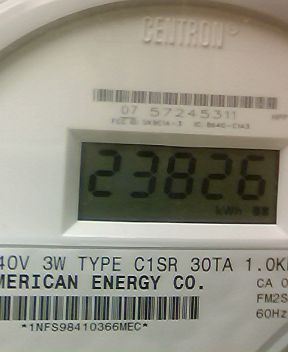 CENTRON
07 57245311
23826
kWh
40V 3W TYPE C1SR 30TA 1.0K
MERICAN ENERGY CO.
CA 0
FM2S
60Hz
*1NFS98410366MEC*